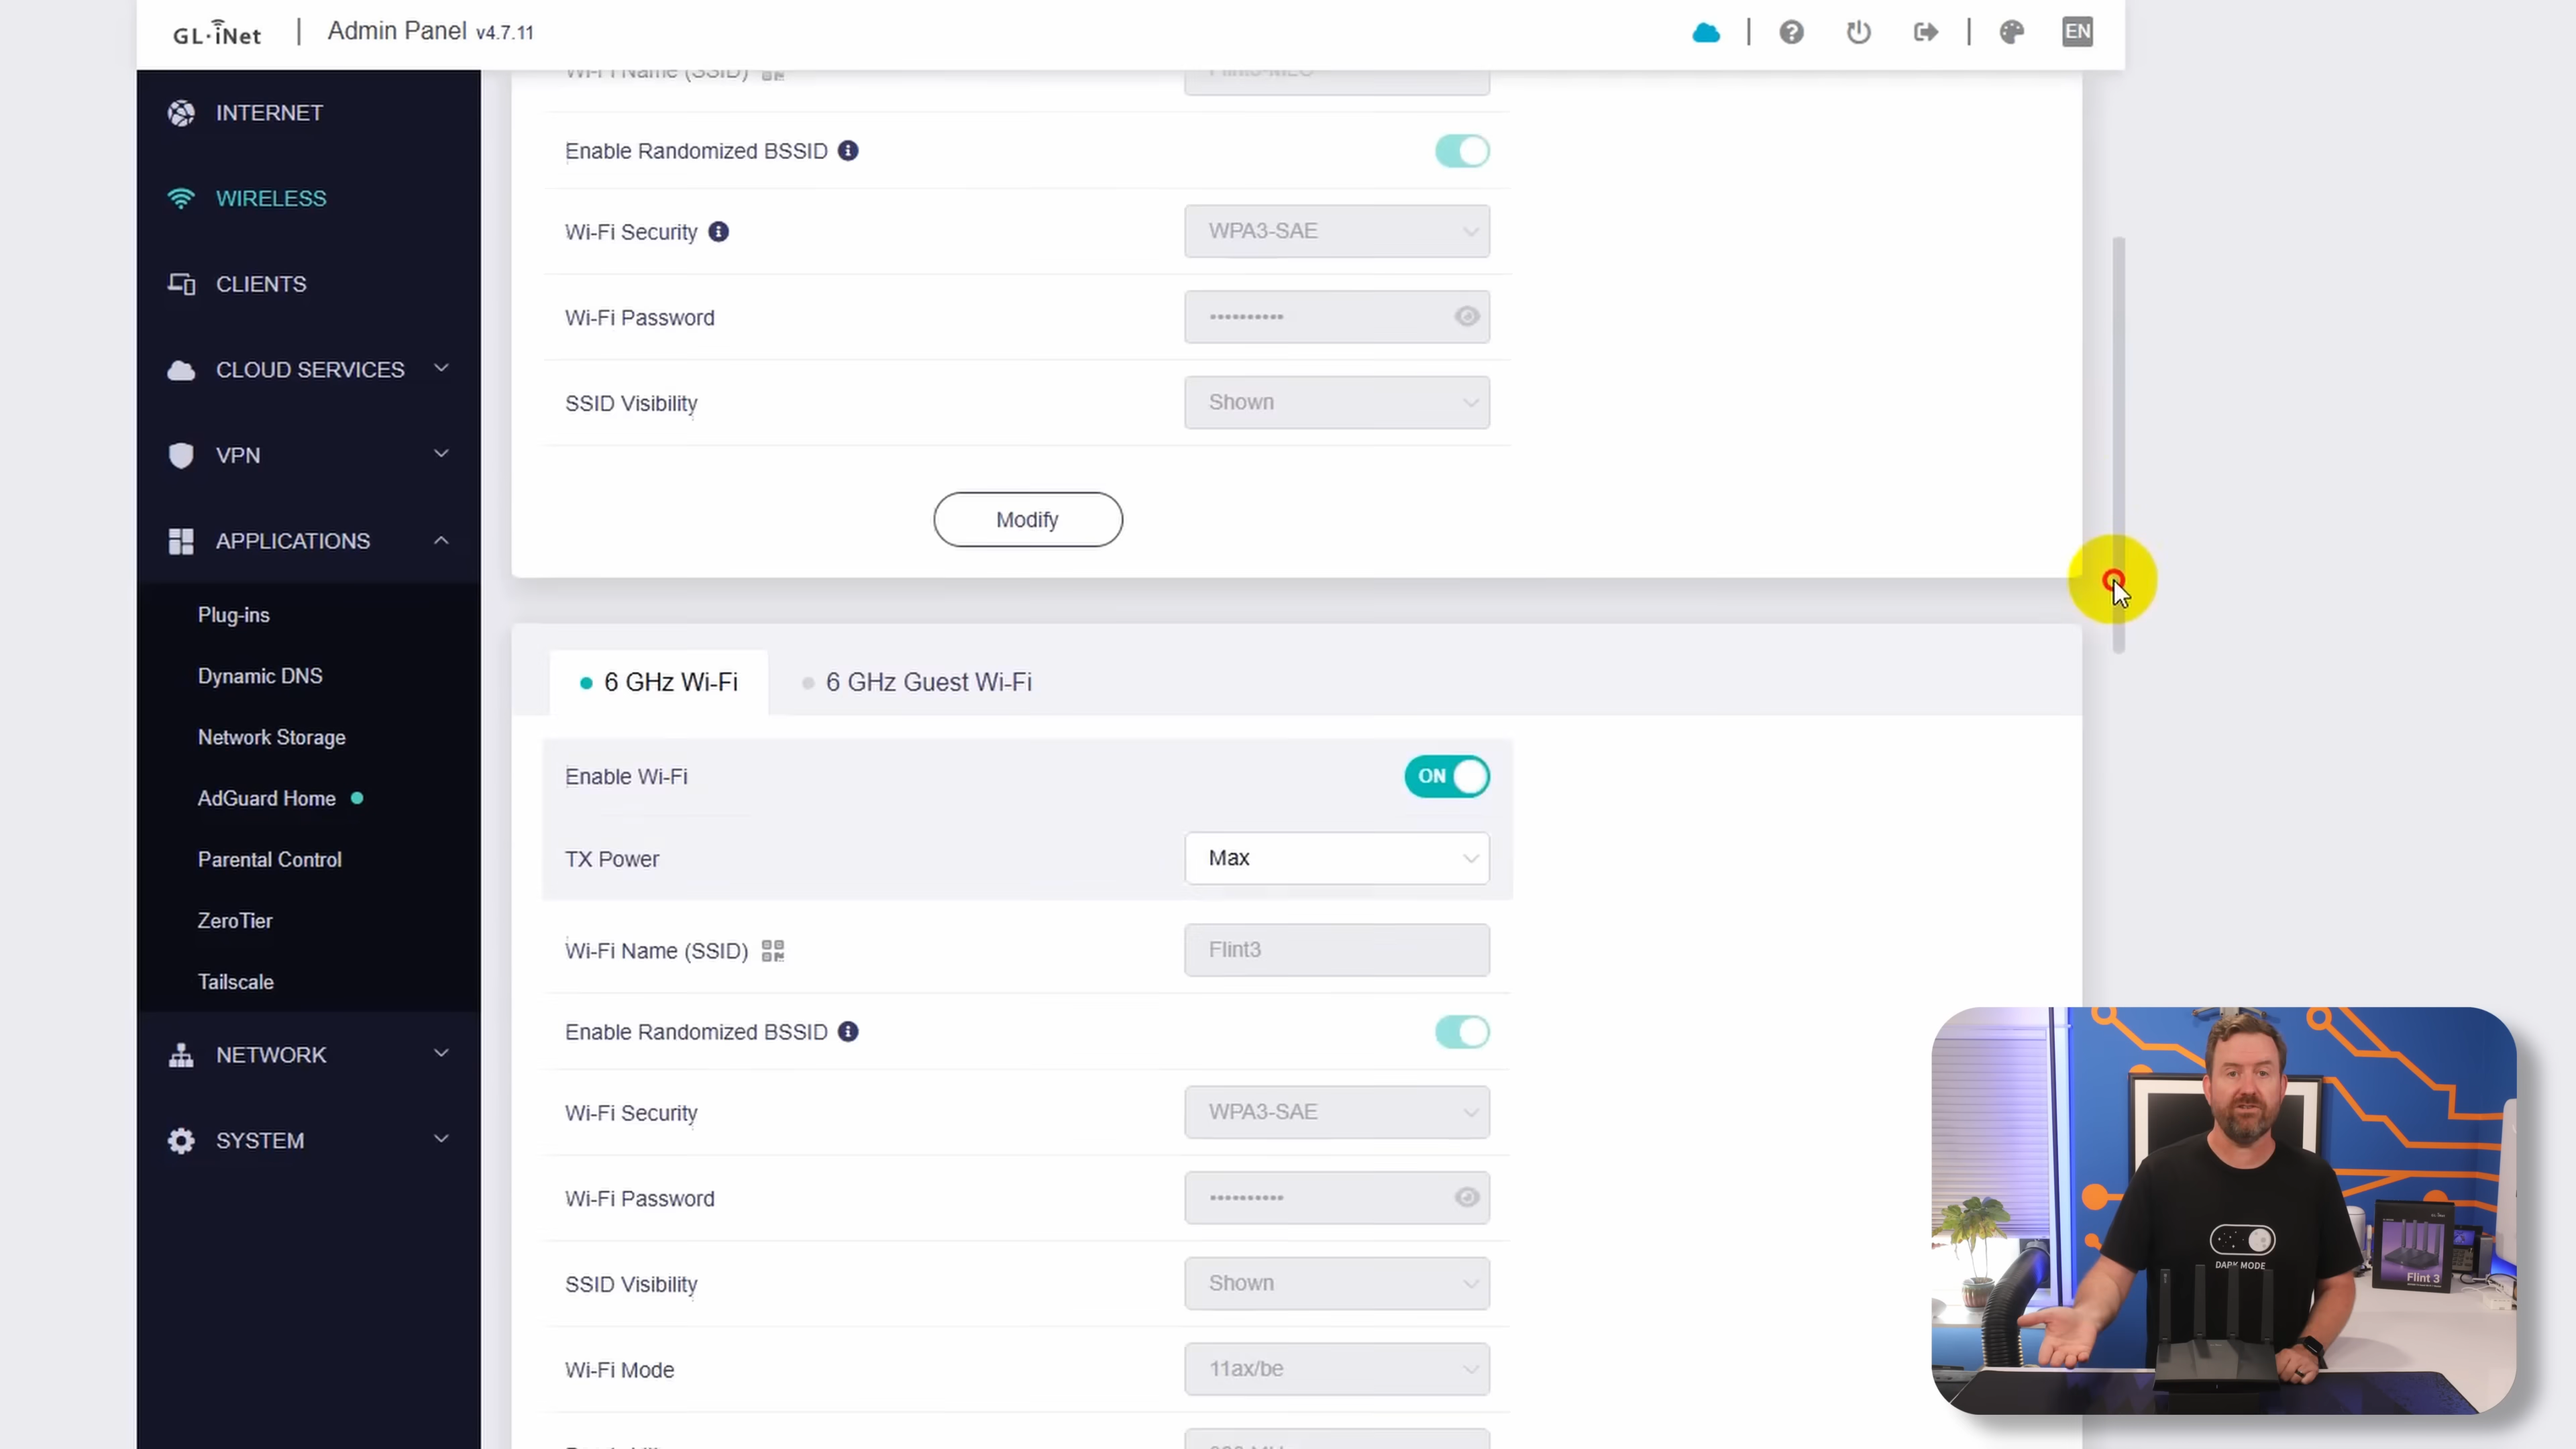 GL·iNet | Admin Panel v4.7.11
EN
INTERNET
WIRELESS
CLIENTS
CLOUD SERVICES
VPN
APPLICATIONS
Plug-ins
Dynamic DNS
Network Storage
AdGuard Home
Parental Control
ZeroTier
Tailscale
NETWORK
SYSTEM
Wi-Fi Name (SSID)
Enable Randomized BSSID
Wi-Fi Security WPA3-SAE
Wi-Fi Password ••••••••••
SSID Visibility Shown
Modify
6 GHz Wi-Fi 6 GHz Guest Wi-Fi
Enable Wi-Fi ON
TX Power Max
Wi-Fi Name (SSID) Flint3
Enable Randomized BSSID
Wi-Fi Security WPA3-SAE
Wi-Fi Password ••••••••••
SSID Visibility Shown
Wi-Fi Mode 11ax/be
DARK MODE
Flint 3